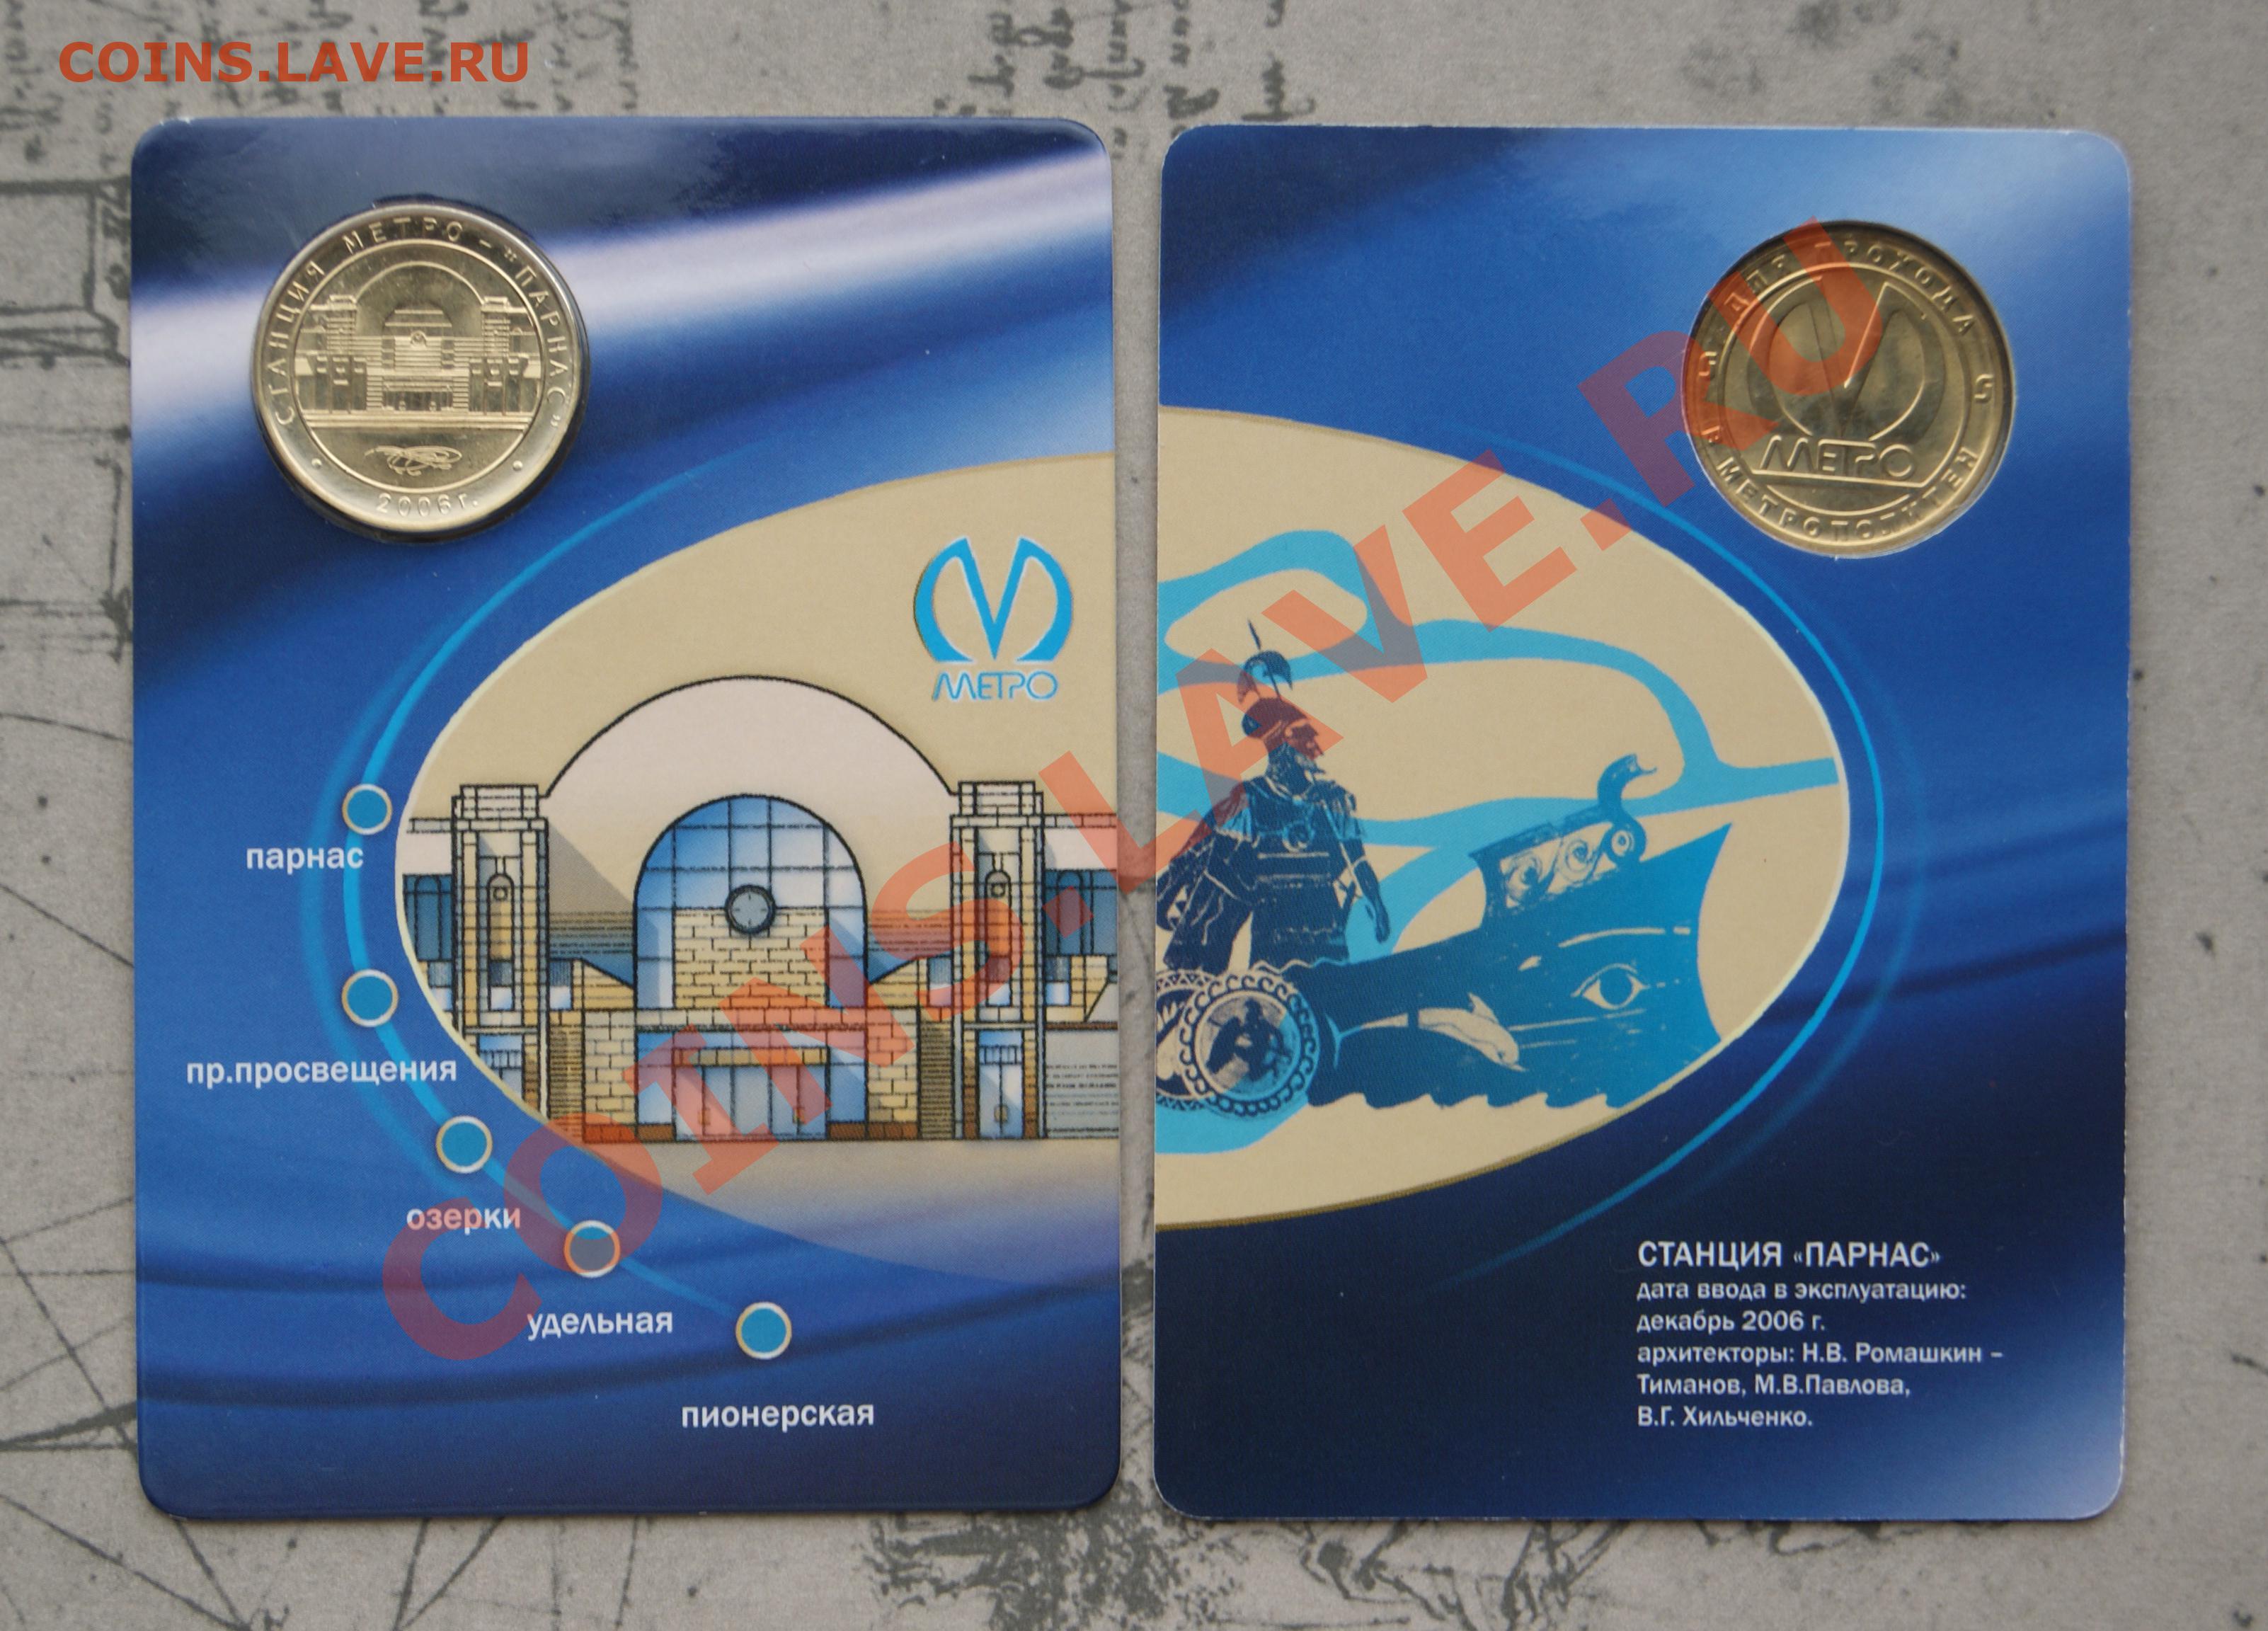 COINS.LAVE.RU
СТАНЦИЯ МЕТРО - «ПАРНАС»
2006г.
МЕТРО
парнас
пр.просвещения
озерки
удельная
пионерская
ДЛЯ ПРОХОДА
В МЕТРОПОЛИТЕН
МЕТРО
СТАНЦИЯ «ПАРНАС»
дата ввода в эксплуатацию:
декабрь 2006 г.
архитекторы: Н.В. Ромашкин –
Тиманов, М.В.Павлова,
В.Г. Хильченко.
COINS.LAVE.RU